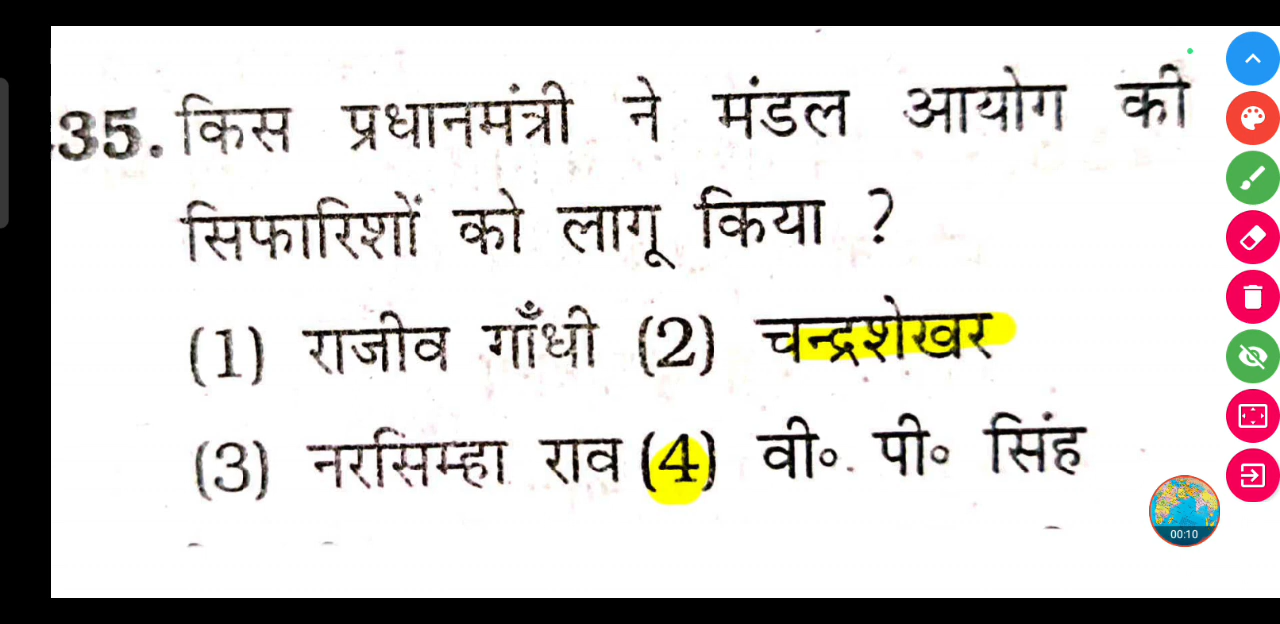 35. किस प्रधानमंत्री ने मंडल आयोग की
सिफारिशों को लागू किया ?
(1) राजीव गाँधी (2) चन्द्रशेखर
(3) नरसिम्हा राव (4) वी॰ पी॰ सिंह
00:10